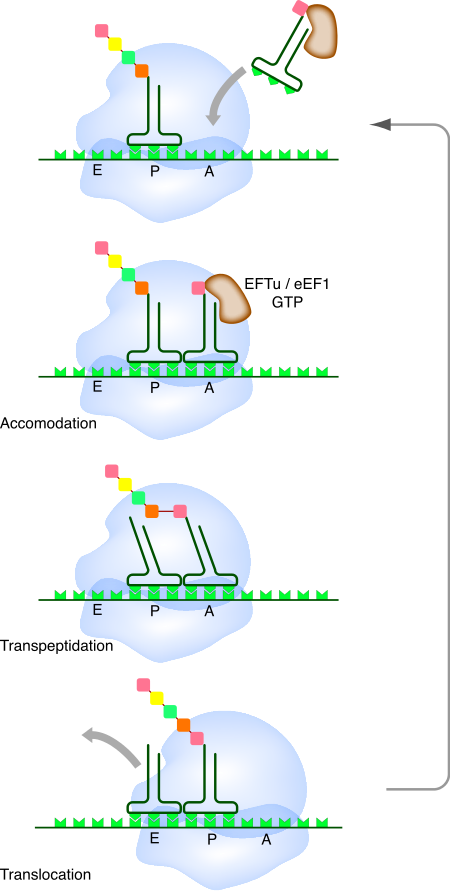 E P A
EFTu / eEF1
GTP
E P A
Accomodation
E P A
Transpeptidation
E P A
Translocation